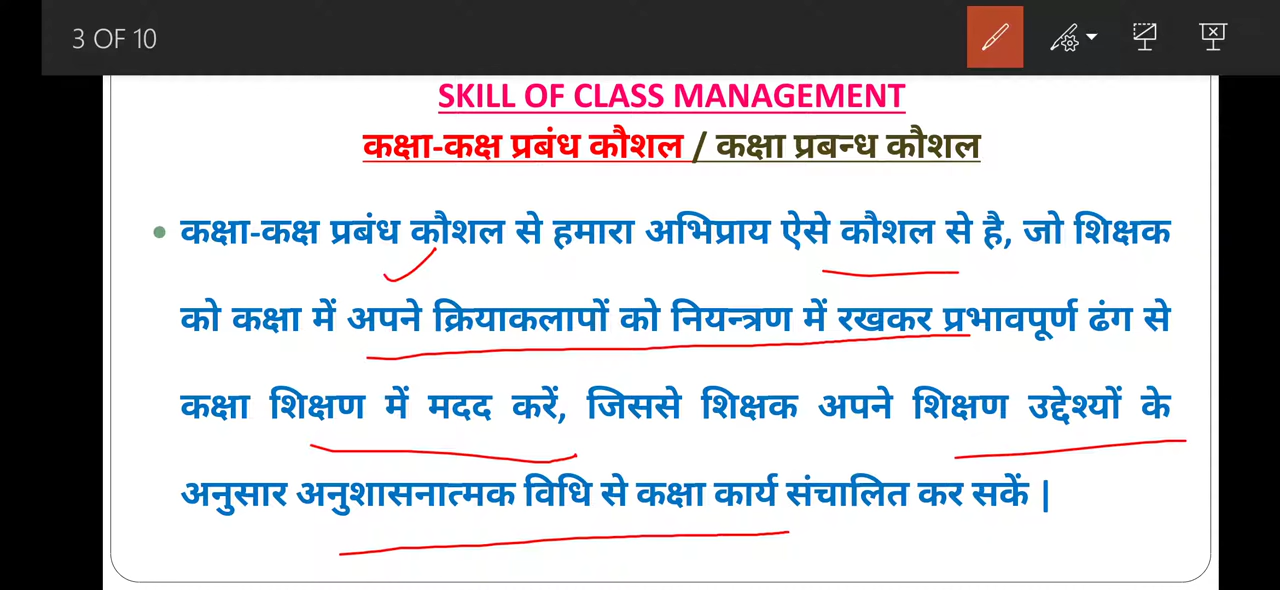 3 OF 10
SKILL OF CLASS MANAGEMENT
कक्षा-कक्ष प्रबंध कौशल / कक्षा प्रबन्ध कौशल
• कक्षा-कक्ष प्रबंध कौशल से हमारा अभिप्राय ऐसे कौशल से है, जो शिक्षक
को कक्षा में अपने क्रियाकलापों को नियन्त्रण में रखकर प्रभावपूर्ण ढंग से
कक्षा शिक्षण में मदद करें, जिससे शिक्षक अपने शिक्षण उद्देश्यों के
अनुसार अनुशासनात्मक विधि से कक्षा कार्य संचालित कर सकें |